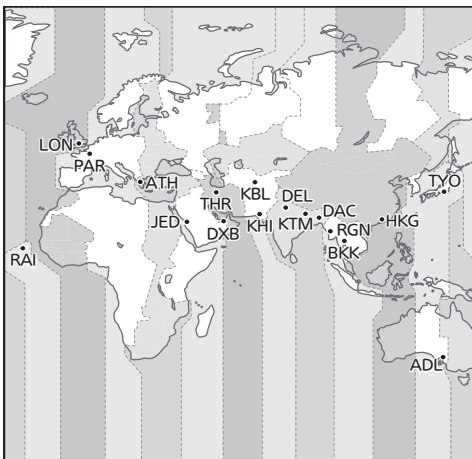 LON
PAR
ATH
THR
KBL
DEL
TYO
JED
DXB
KHI
KTM
DAC
RGN
HKG
BKK
RAI
ADL